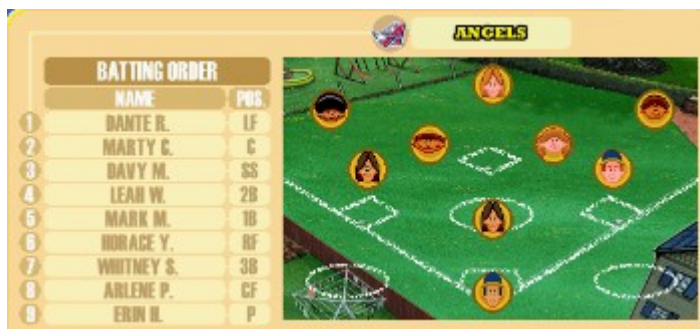 ANGELS
BATTING ORDER
NAME POS.
1 DANTE R. LF
2 MARTY C. C
3 DAVY M. SS
4 LEAH W. 2B
5 MARK M. 1B
6 HORACE Y. RF
7 WHITNEY S. 3B
8 ARLENE P. CF
9 ERIN H. P